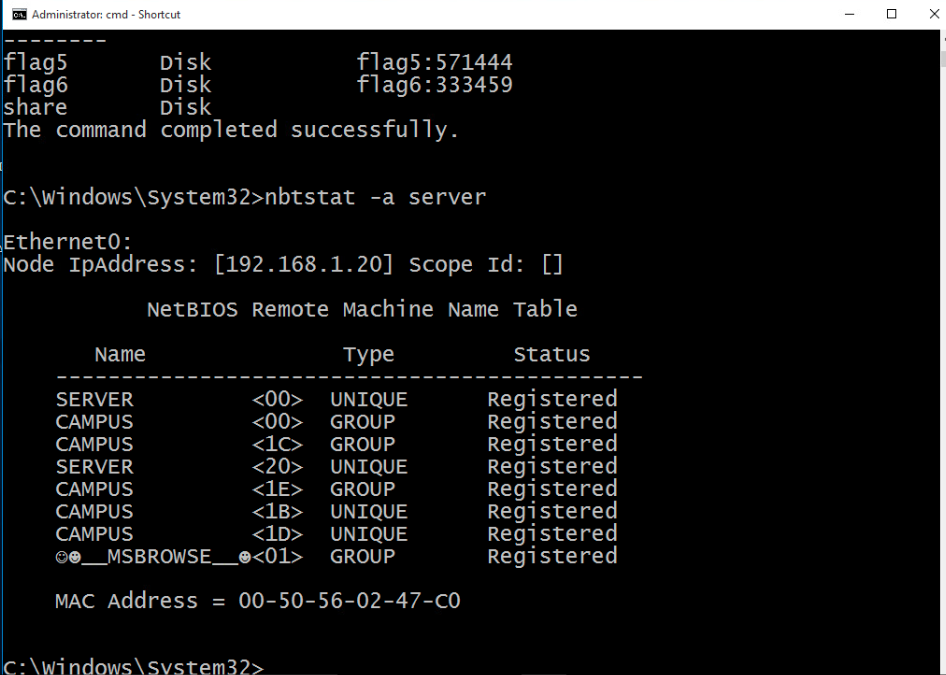 Administrator: cmd - Shortcut
--------
flag5       Disk           flag5:571444
flag6       Disk           flag6:333459
share       Disk
The command completed successfully.
C:\Windows\System32>nbtstat -a server
Ethernet0:
Node IpAddress: [192.168.1.20] Scope Id: []
NetBIOS Remote Machine Name Table
Name               Type         Status
---------------------------------------------
SERVER         <00>  UNIQUE      Registered
CAMPUS         <00>  GROUP       Registered
CAMPUS         <1C>  GROUP       Registered
SERVER         <20>  UNIQUE      Registered
CAMPUS         <1E>  GROUP       Registered
CAMPUS         <1B>  UNIQUE      Registered
CAMPUS         <1D>  UNIQUE      Registered
☺☻__MSBROWSE__☻<01>  GROUP       Registered
MAC Address = 00-50-56-02-47-C0
C:\Windows\System32>